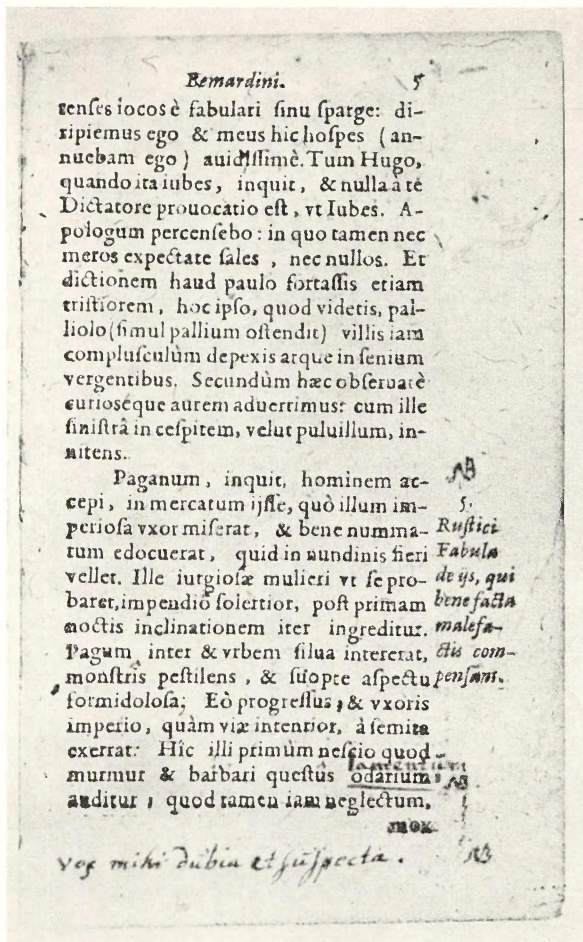 Bernardini. 5
tenses iocos è fabulari sinu sparge: di-
ripiemus ego & meus hic hospes (an-
nuebam ego) auidissimè. Tum Hugo,
quando ita iubes, inquit, & nulla à te
Dictatore prouocatio est, vt Iubes. A-
pologum percensebo: in quo tamen nec
meros expectate sales, nec nullos. Et
dictionem haud paulo fortassis etiam
tristiorem, hoc ipso, quod videtis, pal-
liolo (simul pallium ostendit) villis iam
complusculùm depexis atque in senium
vergentibus. Secundùm hæc obseruatè
curioséque aurem aduertimus: cum ille
sinistrâ in cespitem, velut puluillum, in-
nitens.
Paganum, inquit, hominem ac-
cepi, in mercatum ijsse, quò illum im-
periosa vxor miserat, & bene numma-
tum edocuerat, quid in nundinis fieri
vellet. Ille iurgiosæ mulieri vt se pro-
baret, impendiò solertior, post primam
noctis inclinationem iter ingreditur.
Pagum inter & vrbem silua intererat,
monstris pestilens, & suopte aspectu
formidolosa; Eò progressus, & vxoris
imperio, quàm viæ intentior, à semita
exerrat: Hîc illi primùm nescio quod
murmur & barbari questûs odarium
auditur, quod tamen iam neglectum,
mox
NB
5.
Rustici
Fabula
de ijs, qui
bene facta
malefa-
ctis com-
pensant.
lamentum
NB
vox mihi dubia et suspecta.
NB